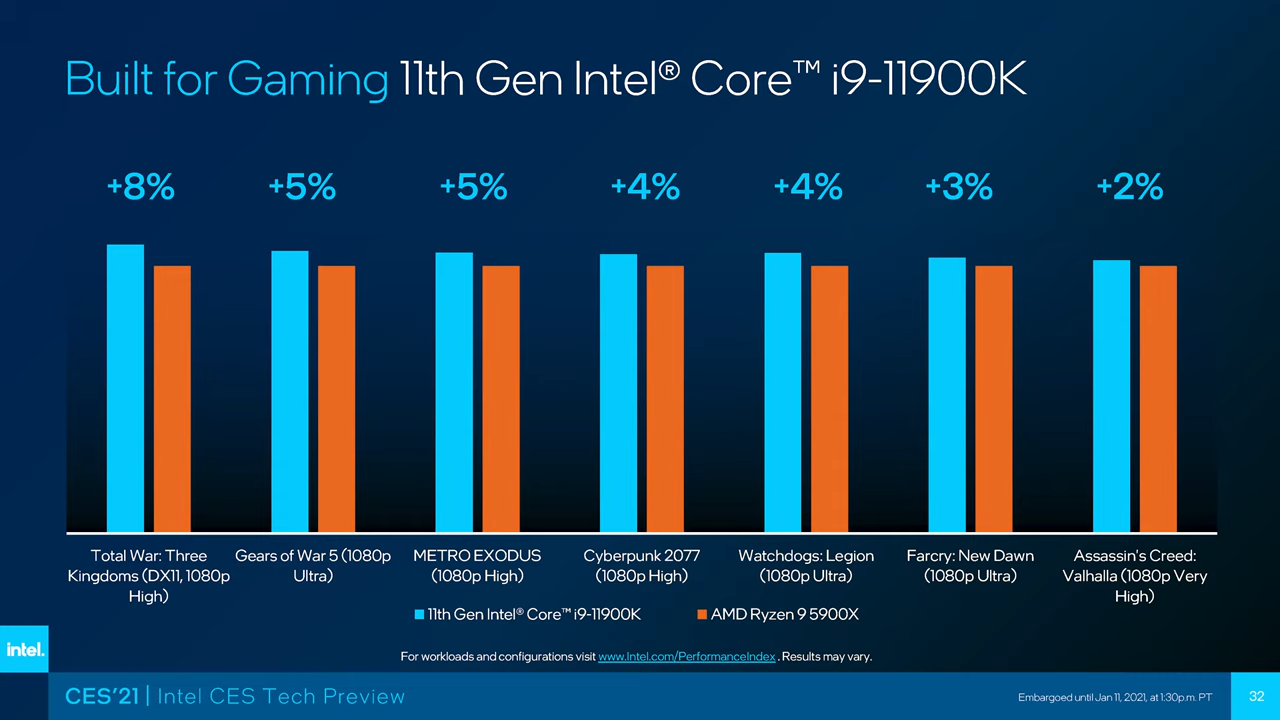 Built for Gaming 11th Gen Intel® Core™ i9-11900K
+8% +5% +5% +4% +4% +3% +2%
Total War: Three
Kingdoms (DX11, 1080p
High)
Gears of War 5 (1080p
Ultra)
METRO EXODUS
(1080p High)
Cyberpunk 2077
(1080p High)
Watchdogs: Legion
(1080p Ultra)
Farcry: New Dawn
(1080p Ultra)
Assassin's Creed:
Valhalla (1080p Very
High)
11th Gen Intel® Core™ i9-11900K AMD Ryzen 9 5900X
intel.
For workloads and configurations visit www.Intel.com/PerformanceIndex . Results may vary.
CES'21 | Intel CES Tech Preview
Embargoed until Jan 11, 2021, at 1:30p.m. PT
32